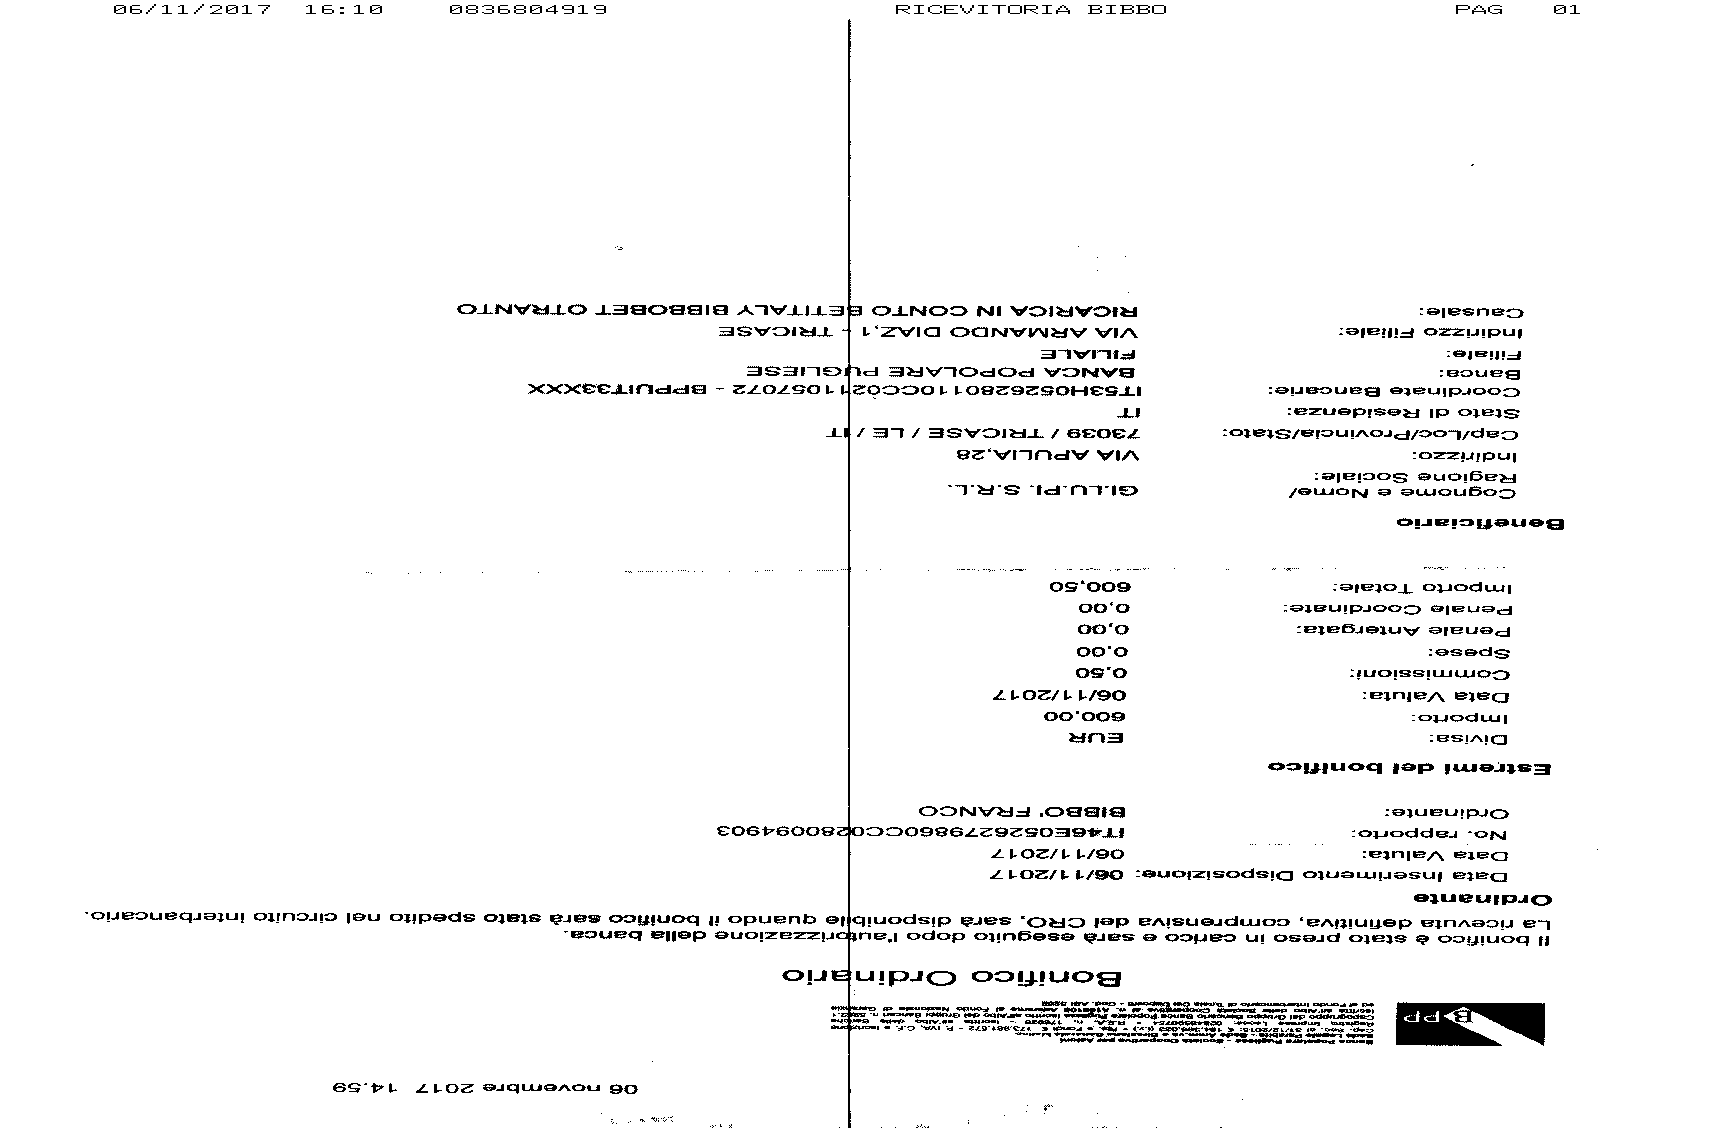 06/11/2017 16:10 0836804919 RICEVITORIA BIBBO PAG 01
06 novembre 2017 14.59
BPP
Banca Popolare Pugliese - Società Cooperativa per Azioni
Bonifico Ordinario
Il bonifico è stato preso in carico e sarà eseguito dopo l'autorizzazione della banca.
La ricevuta definitiva, comprensiva del CRO, sarà disponibile quando il bonifico sarà stato spedito nel circuito interbancario.
Ordinante
Data Inserimento Disposizione: 06/11/2017
Data Valuta: 06/11/2017
No. rapporto: IT46E0526279860CC0280094903
Ordinante: BIBBO' FRANCO
Estremi del bonifico
Divisa: EUR
Importo: 600,00
Data Valuta: 06/11/2017
Commissioni: 0,50
Spese: 0,00
Penale Antergata: 0,00
Penale Coordinate: 0,00
Importo Totale: 600,50
Beneficiario
Cognome e Nome/
Ragione Sociale: GI.LU.PI. S.R.L.
Indirizzo: VIA APULIA,28
Cap/Loc/Provincia/Stato: 73039 / TRICASE / LE / IT
Stato di Residenza: IT
Coordinate Bancarie: IT53H0526280110CC0211057072 - BPPUIT33XXX
Banca: BANCA POPOLARE PUGLIESE
Filiale: FILIALE
Indirizzo Filiale: VIA ARMANDO DIAZ,1 - TRICASE
Causale: RICARICA IN CONTO BETITALY BIBBOBET OTRANTO